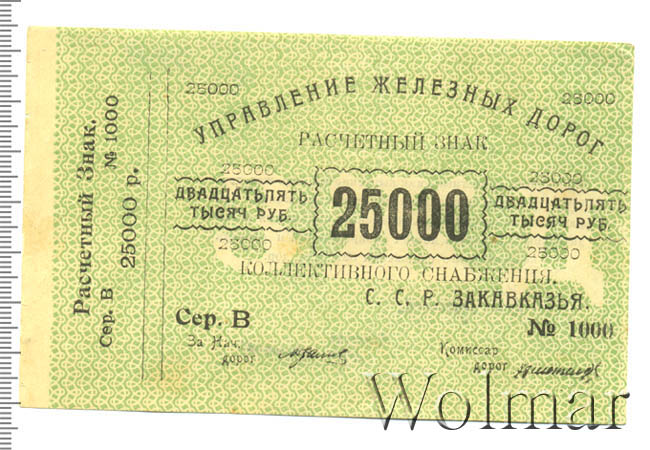 Расчетный Знак.
№ 1000
Сер. В 25000 р.
25000 25000
УПРАВЛЕНИЕ ЖЕЛЕЗНЫХ ДОРОГ
РАСЧЕТНЫЙ ЗНАК
25000 25000
ДВАДЦАТЬПЯТЬ
ТЫСЯЧ РУБ.
25000
ДВАДЦАТЬПЯТЬ
ТЫСЯЧ РУБ.
25000 25000
КОЛЛЕКТИВНОГО СНАБЖЕНИЯ.
С. С. Р. ЗАКАВКАЗЬЯ.
Сер. В № 1000
За Нач.
дорог
Комиссар
дорог
Wolmar